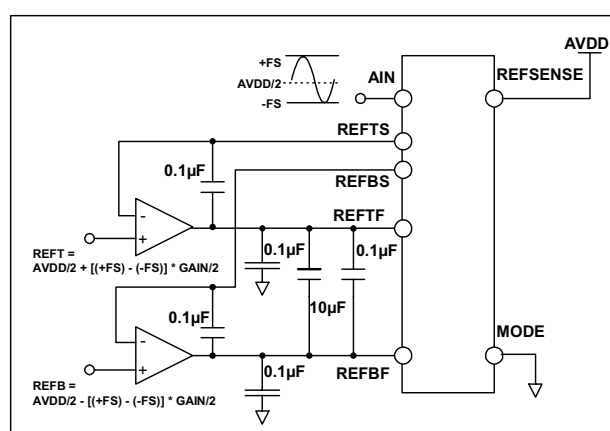 AVDD
+FS
AVDD/2
-FS
AIN
REFSENSE
REFTS
0.1µF
REFBS
-
+
REFTF
REFT =
AVDD/2 + [(+FS) - (-FS)] * GAIN/2
0.1µF
0.1µF
10µF
0.1µF
MODE
-
+
REFBF
REFB =
AVDD/2 - [(+FS) - (-FS)] * GAIN/2
0.1µF